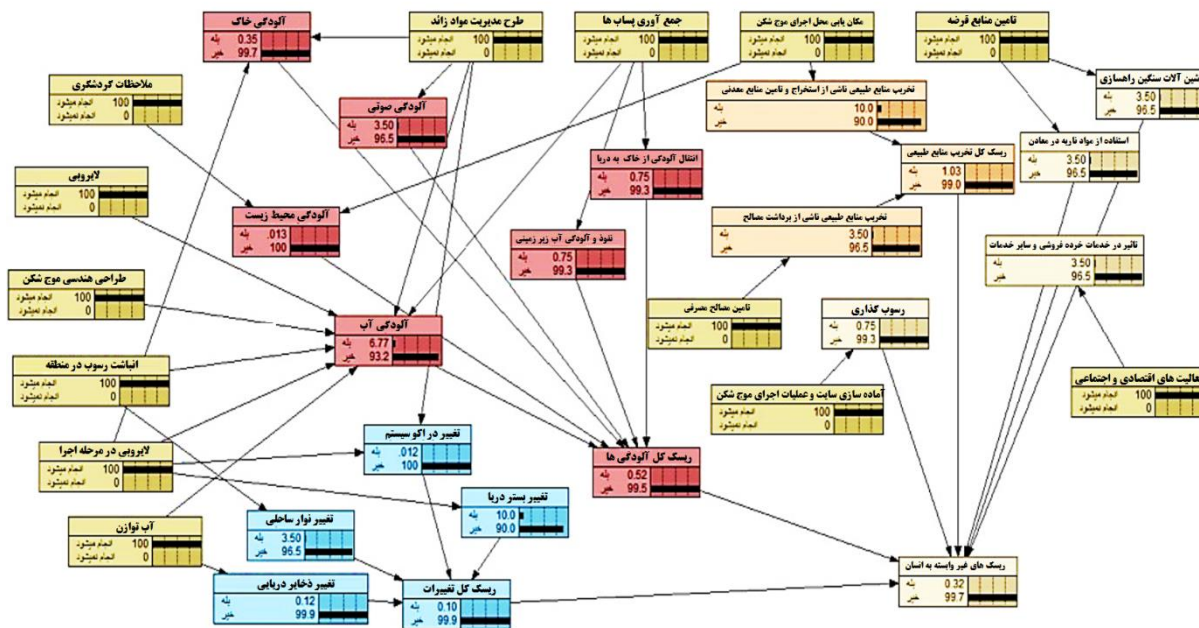 آلودگی خاک
بله 0.35
خیر 99.7
طرح مدیریت مواد زائد
انجام میشود 100
انجام نمیشود 0
جمع آوری پساب ها
انجام میشود 100
انجام نمیشود 0
مکان یابی محل اجرای موج شکن
انجام میشود 100
انجام نمیشود 0
تامین منابع قرضه
انجام میشود 100
انجام نمیشود 0
شین آلات سنگین راهسازی
3.50
96.5
ملاحظات گردشگری
انجام میشود 100
انجام نمیشود 0
آلودگی صوتی
بله 3.50
خیر 96.5
تخریب منابع طبیعی ناشی از استخراج و تامین منابع معدنی
بله 10.0
خیر 90.0
استفاده از مواد ناریه در معادن
بله 3.50
خیر 96.5
انتقال آلودگی از خاک به دریا
بله 0.75
خیر 99.3
ریسک کل تخریب منابع طبیعی
بله 1.03
خیر 99.0
لایروبی
انجام میشود 100
انجام نمیشود 0
آلودگی محیط زیست
بله .013
خیر 100
نفوذ و آلودگی آب زیر زمینی
بله 0.75
خیر 99.3
تخریب منابع طبیعی ناشی از برداشت مصالح
بله 3.50
خیر 96.5
تاثیر در خدمات خرده فروشی و سایر خدمات
بله 3.50
خیر 96.5
طراحی هندسی موج شکن
انجام میشود 100
انجام نمیشود 0
آلودگی آب
بله 6.77
خیر 93.2
تامین مصالح مصرفی
انجام میشود 100
انجام نمیشود 0
رسوب گذاری
بله 0.75
خیر 99.3
انباشت رسوب در منطقه
انجام میشود 100
انجام نمیشود 0
آماده سازی سایت و عملیات اجرای موج شکن
انجام میشود 100
انجام نمیشود 0
عالیت های اقتصادی و اجتماعی
انجام میشود 100
انجام نمیشود 0
لایروبی در مرحله اجرا
انجام میشود 100
انجام نمیشود 0
تغییر در اکوسیستم
بله .012
خیر 100
ریسک کل آلودگی ها
بله 0.52
خیر 99.5
تغییر بستر دریا
بله 10.0
خیر 90.0
آب توازن
انجام میشود 100
انجام نمیشود 0
تغییر نوار ساحلی
بله 3.50
خیر 96.5
تغییر ذخایر دریایی
بله 0.12
خیر 99.9
ریسک کل تغییرات
بله 0.10
خیر 99.9
ریسک های غیر وابسته به انسان
بله 0.32
خیر 99.7